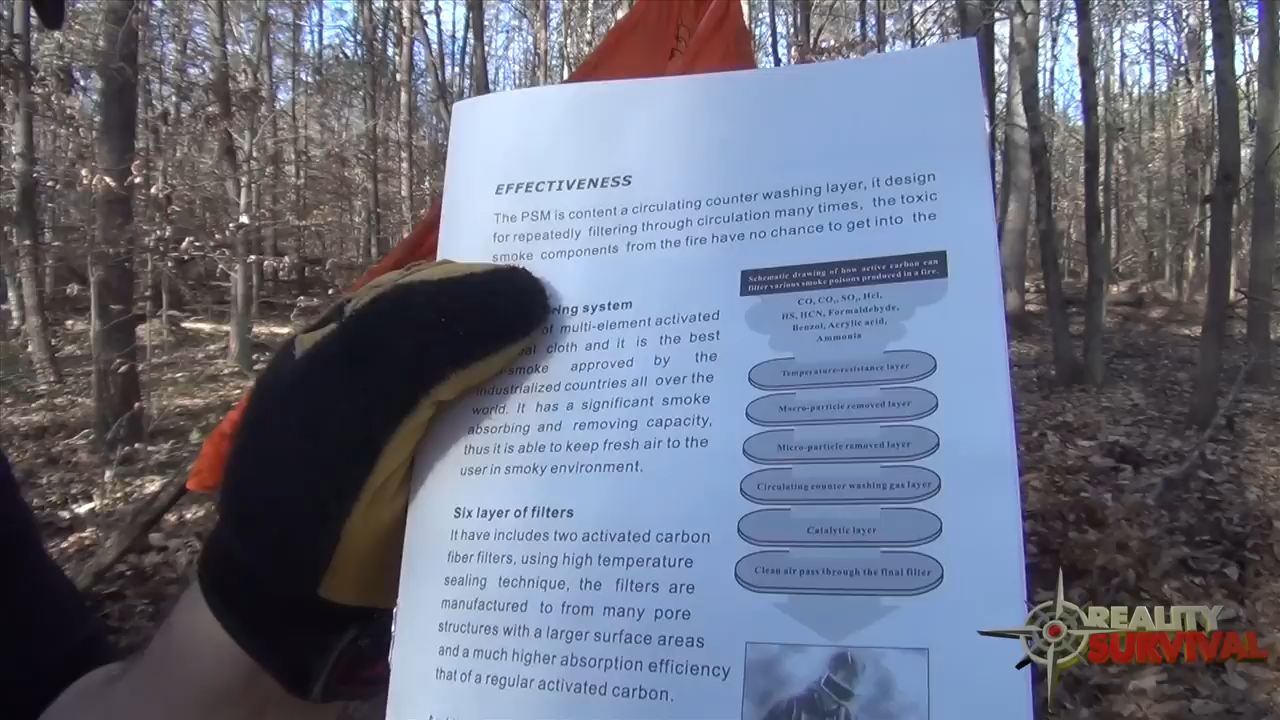 EFFECTIVENESS
The PSM is content a circulating counter washing layer, it design
for repeatedly filtering through circulation many times, the toxic
smoke components from the fire have no chance to get into the
system
of multi-element activated
cloth and it is the best
approved by the
industrialized countries all over the
world. It has a significant smoke
absorbing and removing capacity,
thus it is able to keep fresh air to the
user in smoky environment.
Six layer of filters
It have includes two activated carbon
fiber filters, using high temperature
sealing technique, the filters are
manufactured to from many pore
structures with a larger surface areas
and a much higher absorption efficiency
that of a regular activated carbon.
Schematic drawing of how active carbon can
filter various smoke poisons produced in a fire.
CO, CO₂, SO₂, Hcl,
HS, HCN, Formaldehyde,
Benzol, Acrylic acid,
Ammonia
Temperature-resistance layer
Macro-particle removed layer
Micro-particle removed layer
Circulating counter washing gas layer
Catalytic layer
Clean air pass through the final filter
REALITY
SURVIVAL